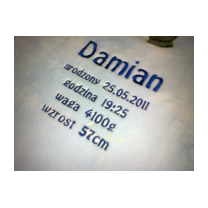 Damian
urodzony 25.05.2011
godzina 19:25
waga 4100g
wzrost 57cm